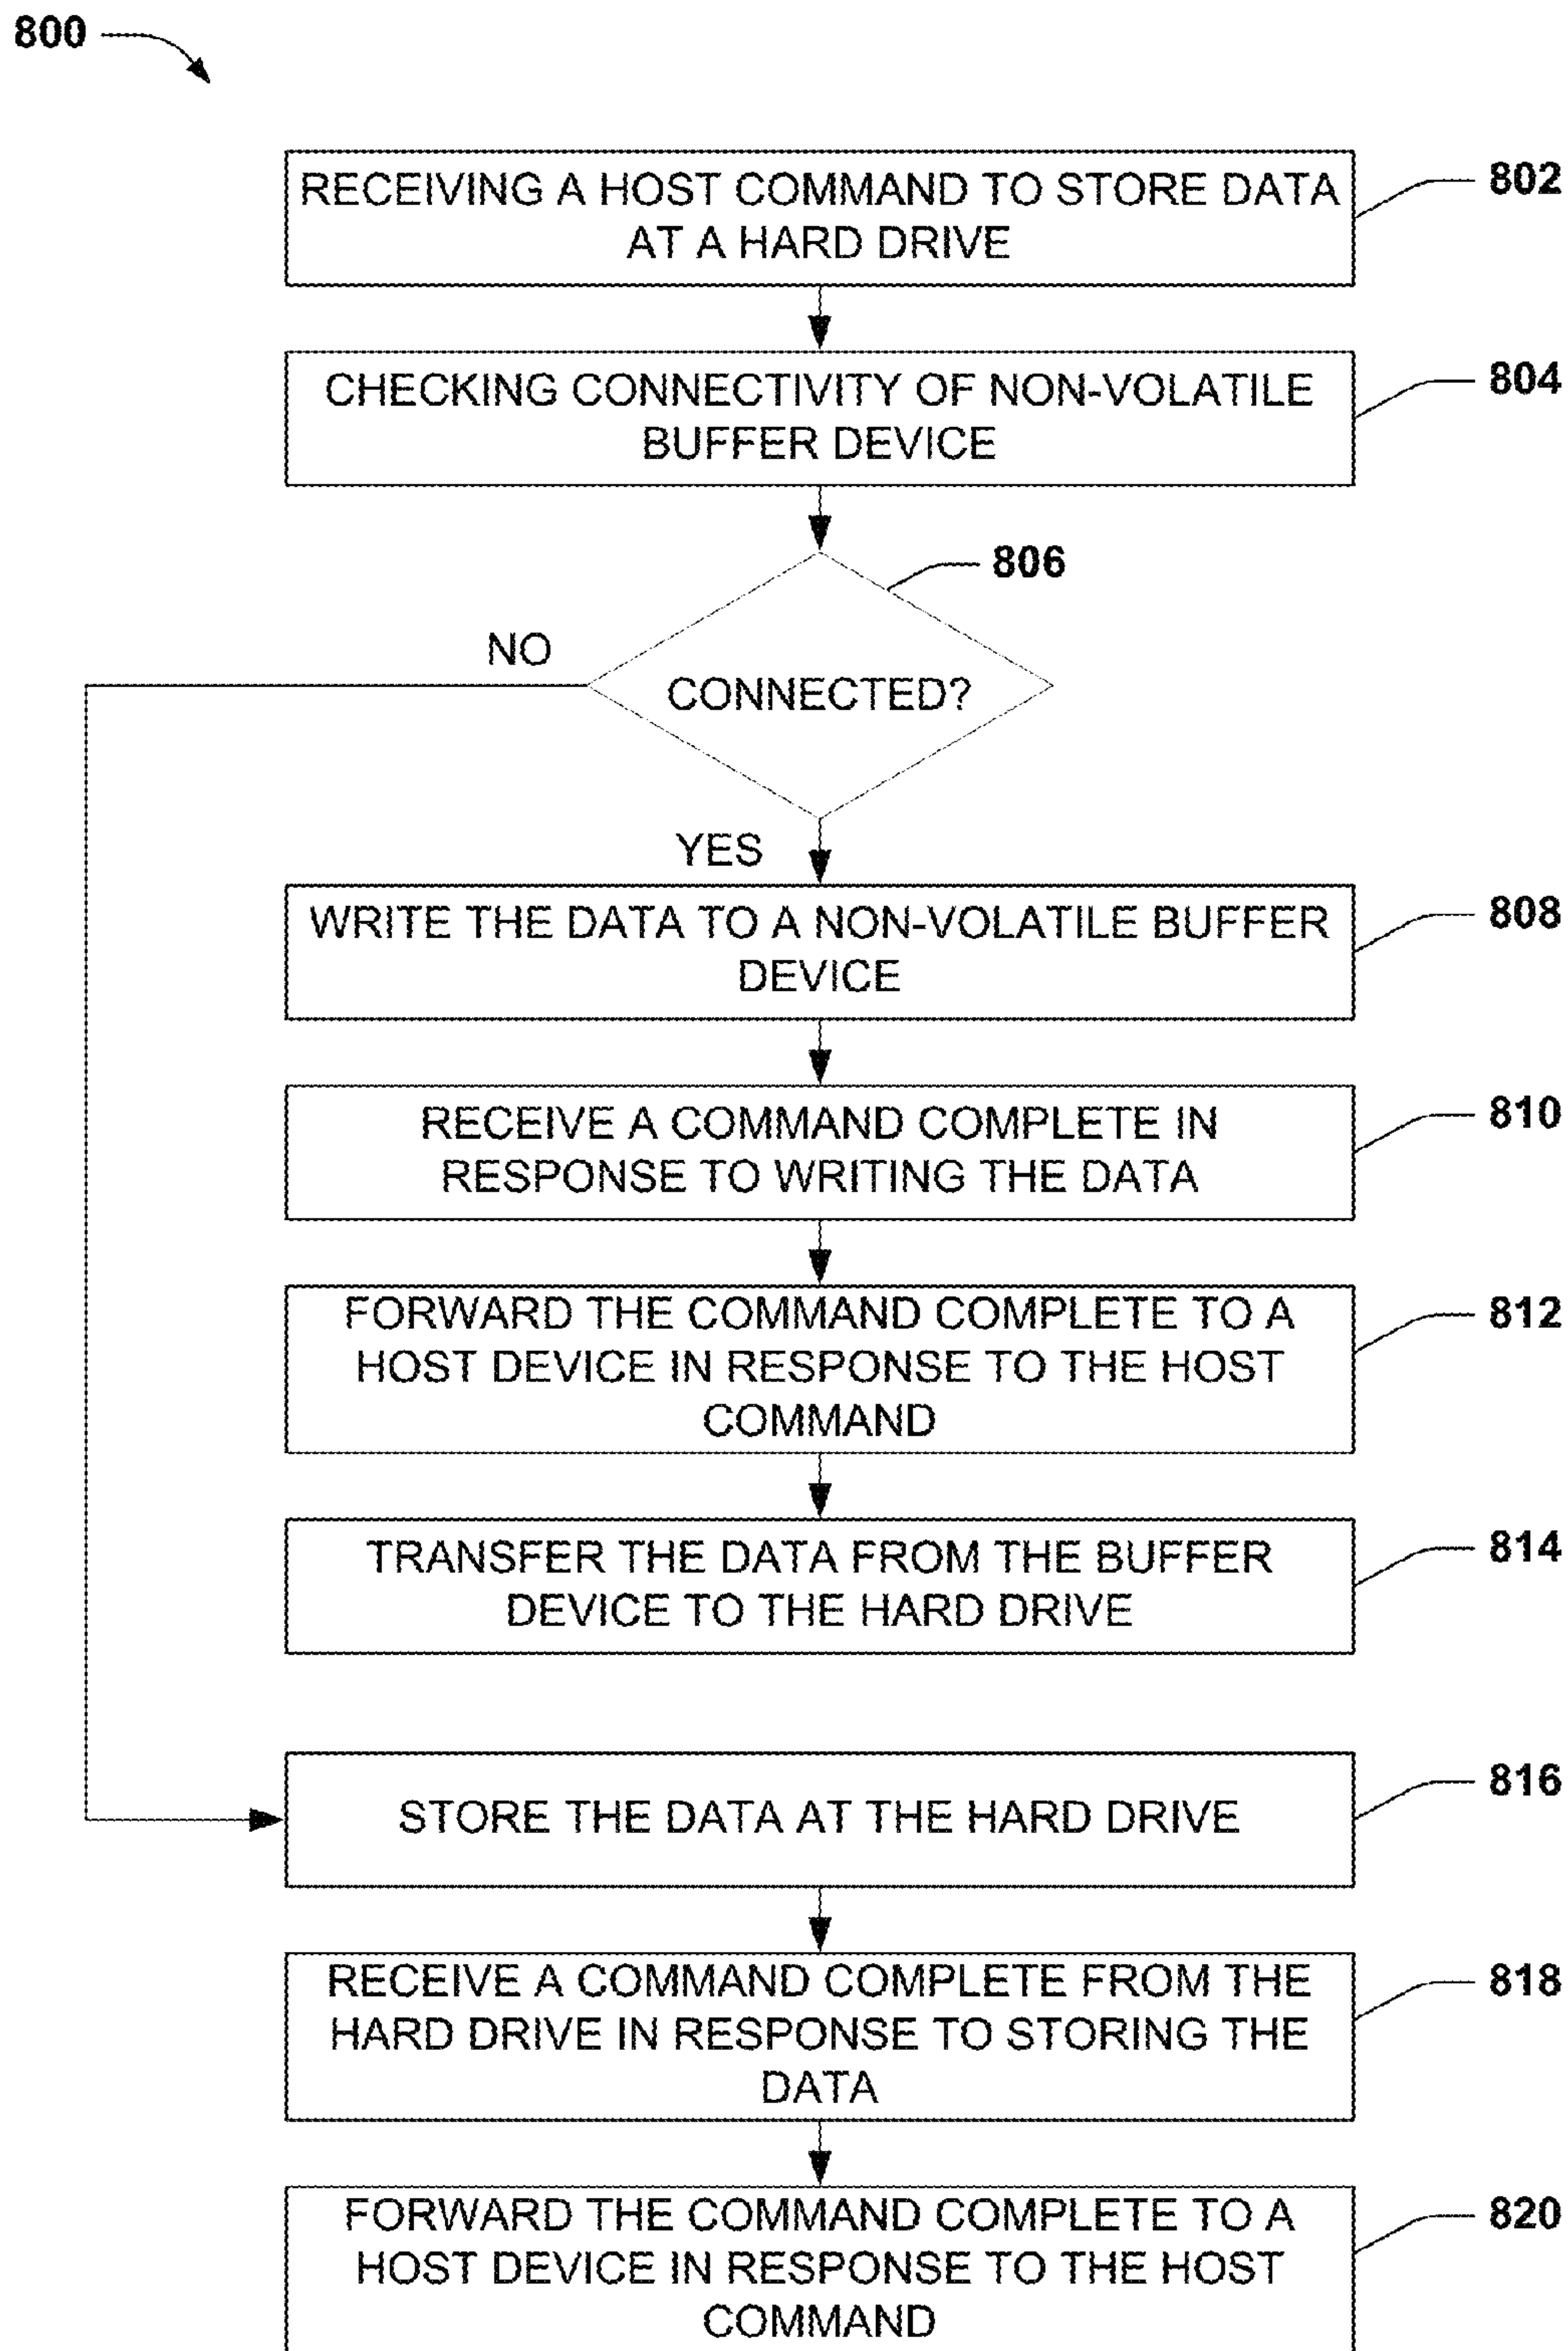 800
RECEIVING A HOST COMMAND TO STORE DATA
AT A HARD DRIVE
802
CHECKING CONNECTIVITY OF NON-VOLATILE
BUFFER DEVICE
804
806
NO
CONNECTED?
YES
WRITE THE DATA TO A NON-VOLATILE BUFFER
DEVICE
808
RECEIVE A COMMAND COMPLETE IN
RESPONSE TO WRITING THE DATA
810
FORWARD THE COMMAND COMPLETE TO A
HOST DEVICE IN RESPONSE TO THE HOST
COMMAND
812
TRANSFER THE DATA FROM THE BUFFER
DEVICE TO THE HARD DRIVE
814
STORE THE DATA AT THE HARD DRIVE
816
RECEIVE A COMMAND COMPLETE FROM THE
HARD DRIVE IN RESPONSE TO STORING THE
DATA
818
FORWARD THE COMMAND COMPLETE TO A
HOST DEVICE IN RESPONSE TO THE HOST
COMMAND
820